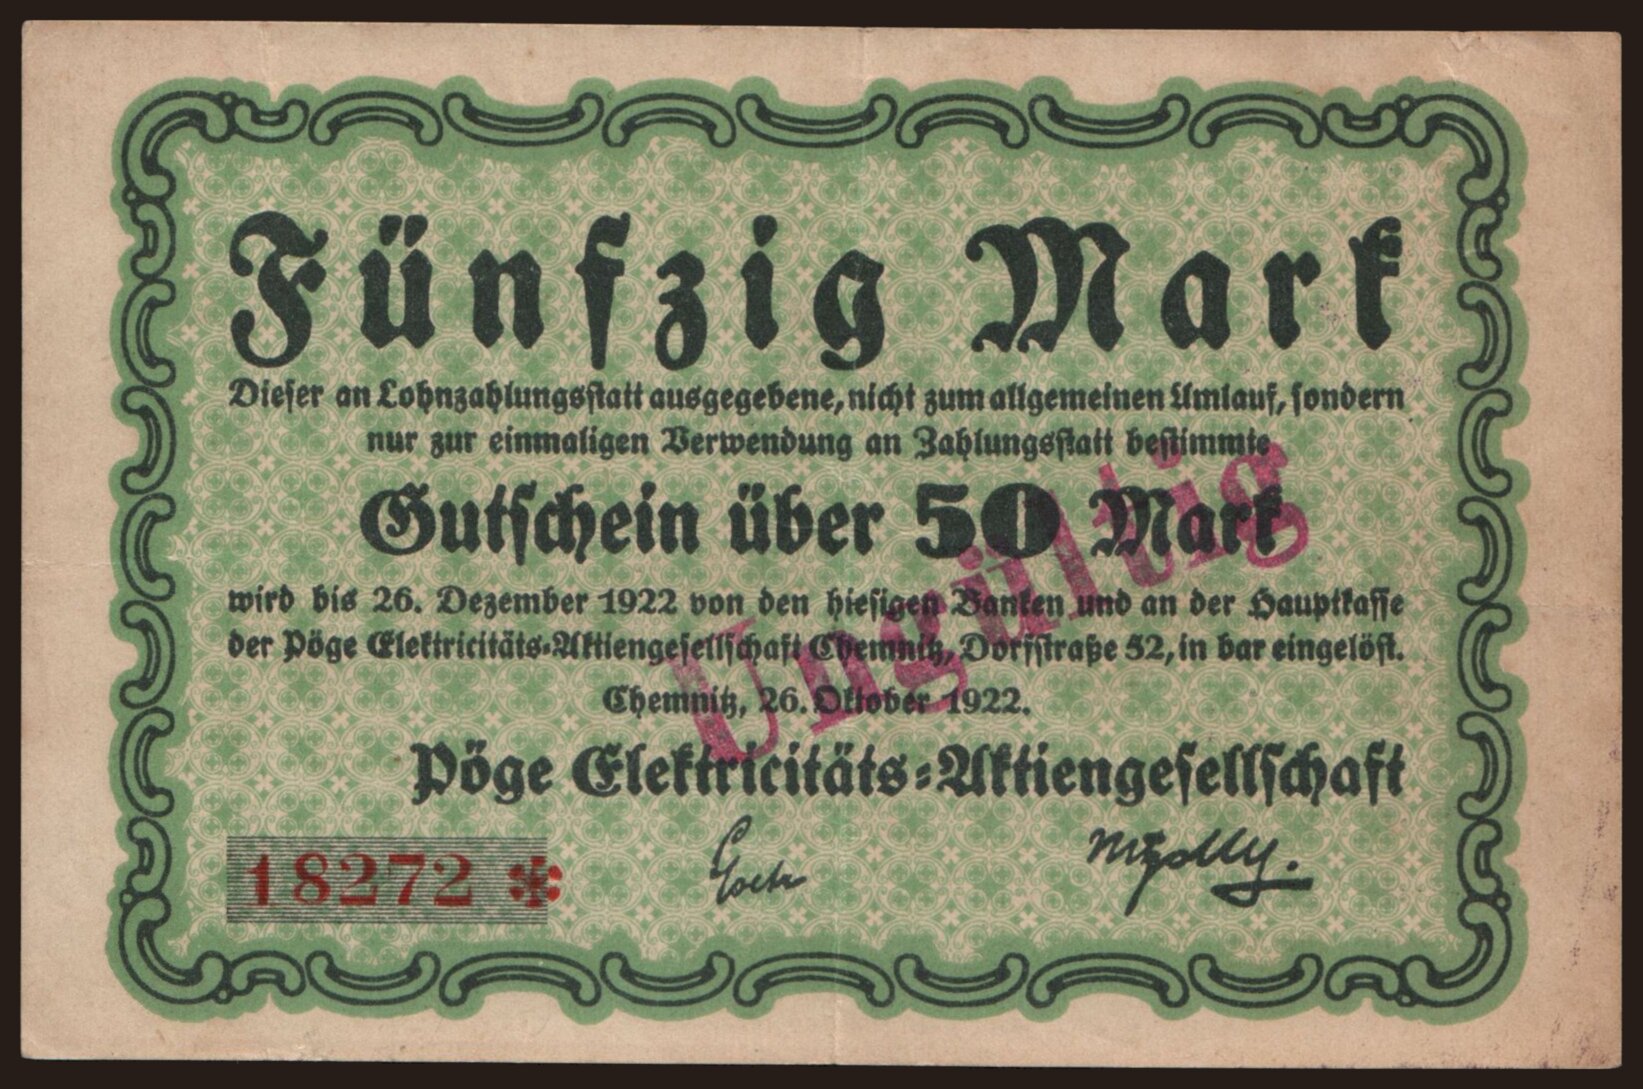 Fünfzig Mark
Dieser an Lohnzahlungsstatt ausgegebene, nicht zum allgemeinen Umlauf, sondern
nur zur einmaligen Verwendung an Zahlungsstatt bestimmte
Gutschein über 50 Mark
wird bis 26. Dezember 1922 von den hiesigen Banken und an der Hauptkasse
der Pöge Elektricitäts-Aktiengesellschaft Chemnitz, Dorfstraße 52, in bar eingelöst.
Chemnitz, 26. Oktober 1922.
Pöge Elektricitäts-Aktiengesellschaft
18272 *
Goetz
Ungültig